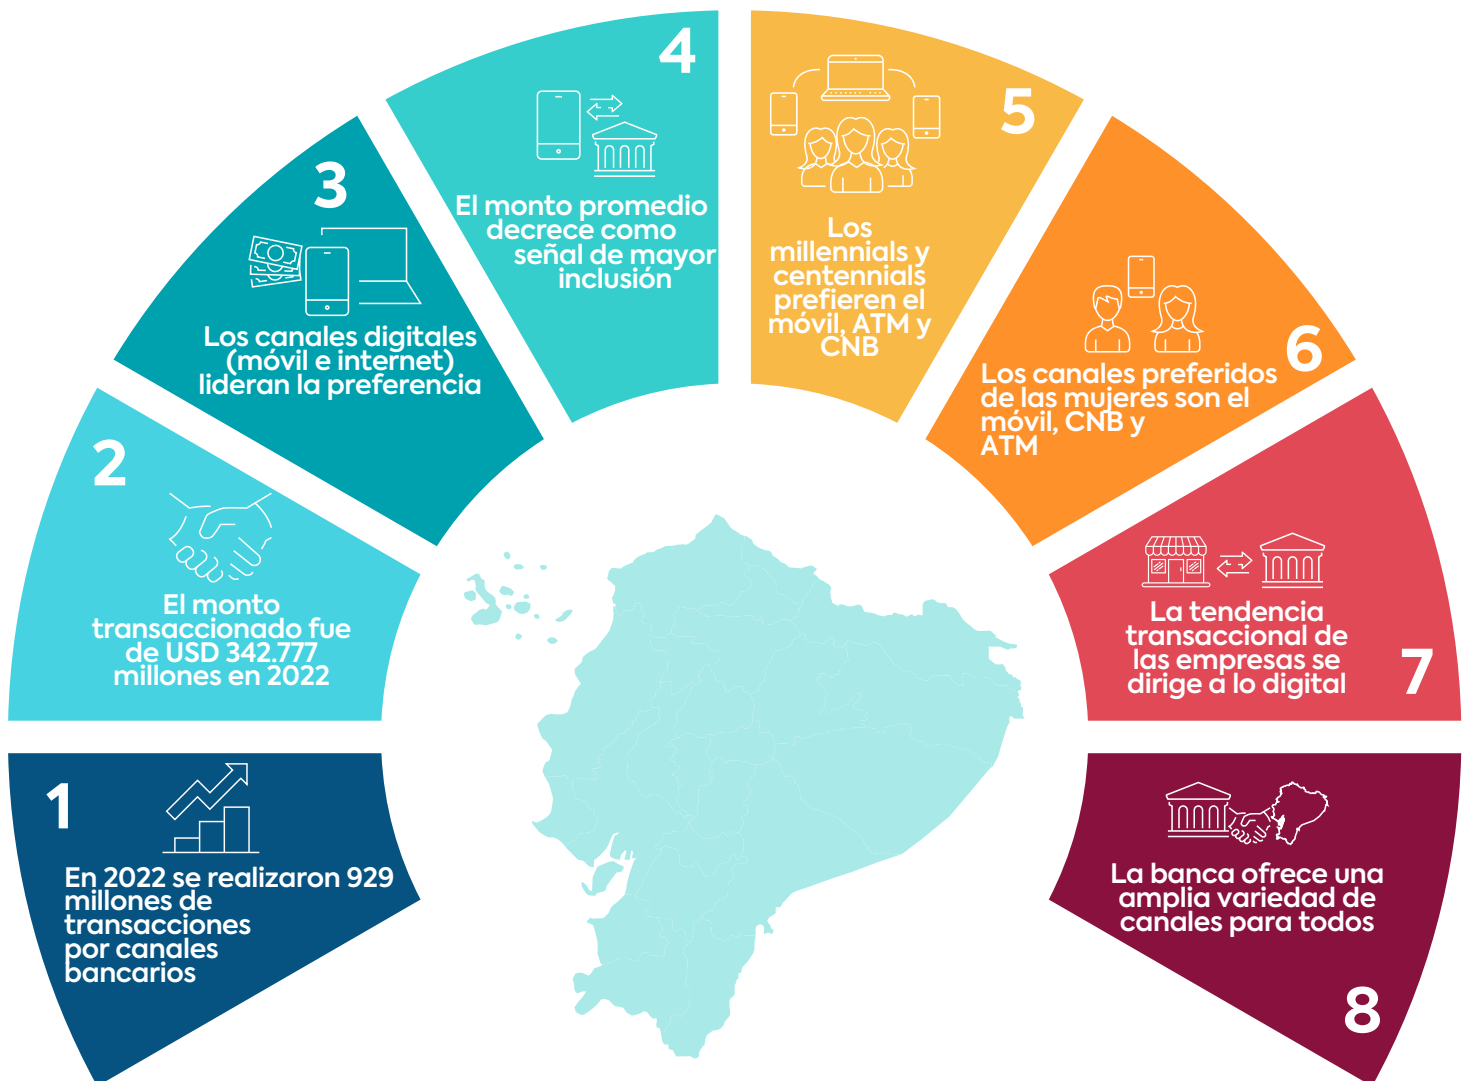 1
En 2022 se realizaron 929
millones de
transacciones
por canales
bancarios
2
El monto
transaccionado fue
de USD 342.777
millones en 2022
3
Los canales digitales
(móvil e internet)
lideran la preferencia
4
El monto promedio
decrece como
señal de mayor
inclusión
5
Los
millennials y
centennials
prefieren el
móvil, ATM y
CNB
6
Los canales preferidos
de las mujeres son el
móvil, CNB y
ATM
7
La tendencia
transaccional de
las empresas se
dirige a lo digital
8
La banca ofrece una
amplia variedad de
canales para todos